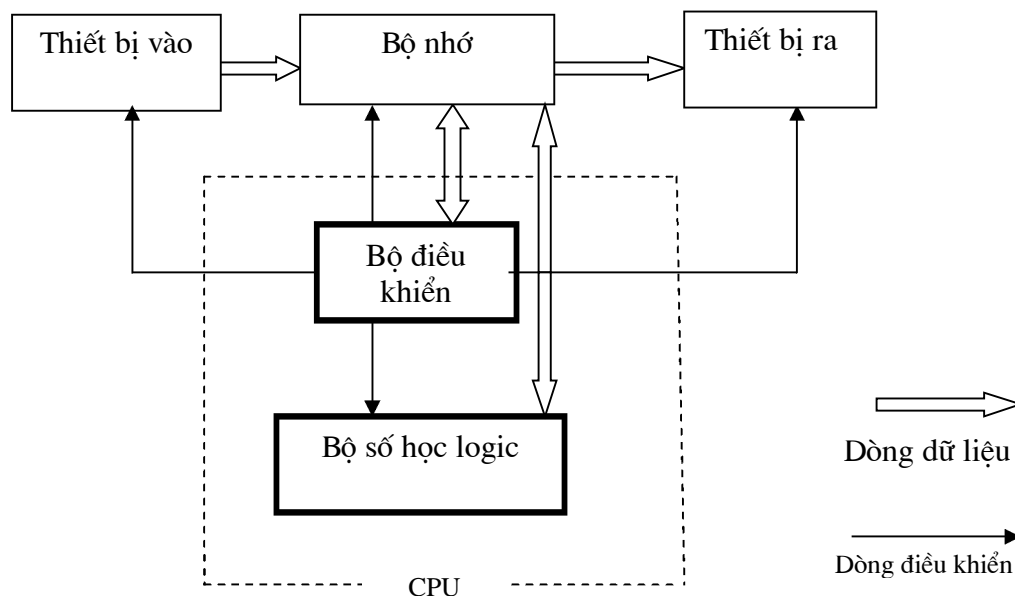 Thiết bị vào
Bộ nhớ
Thiết bị ra
Bộ điều
khiển
Bộ số học logic
Dòng dữ liệu
Dòng điều khiển
CPU